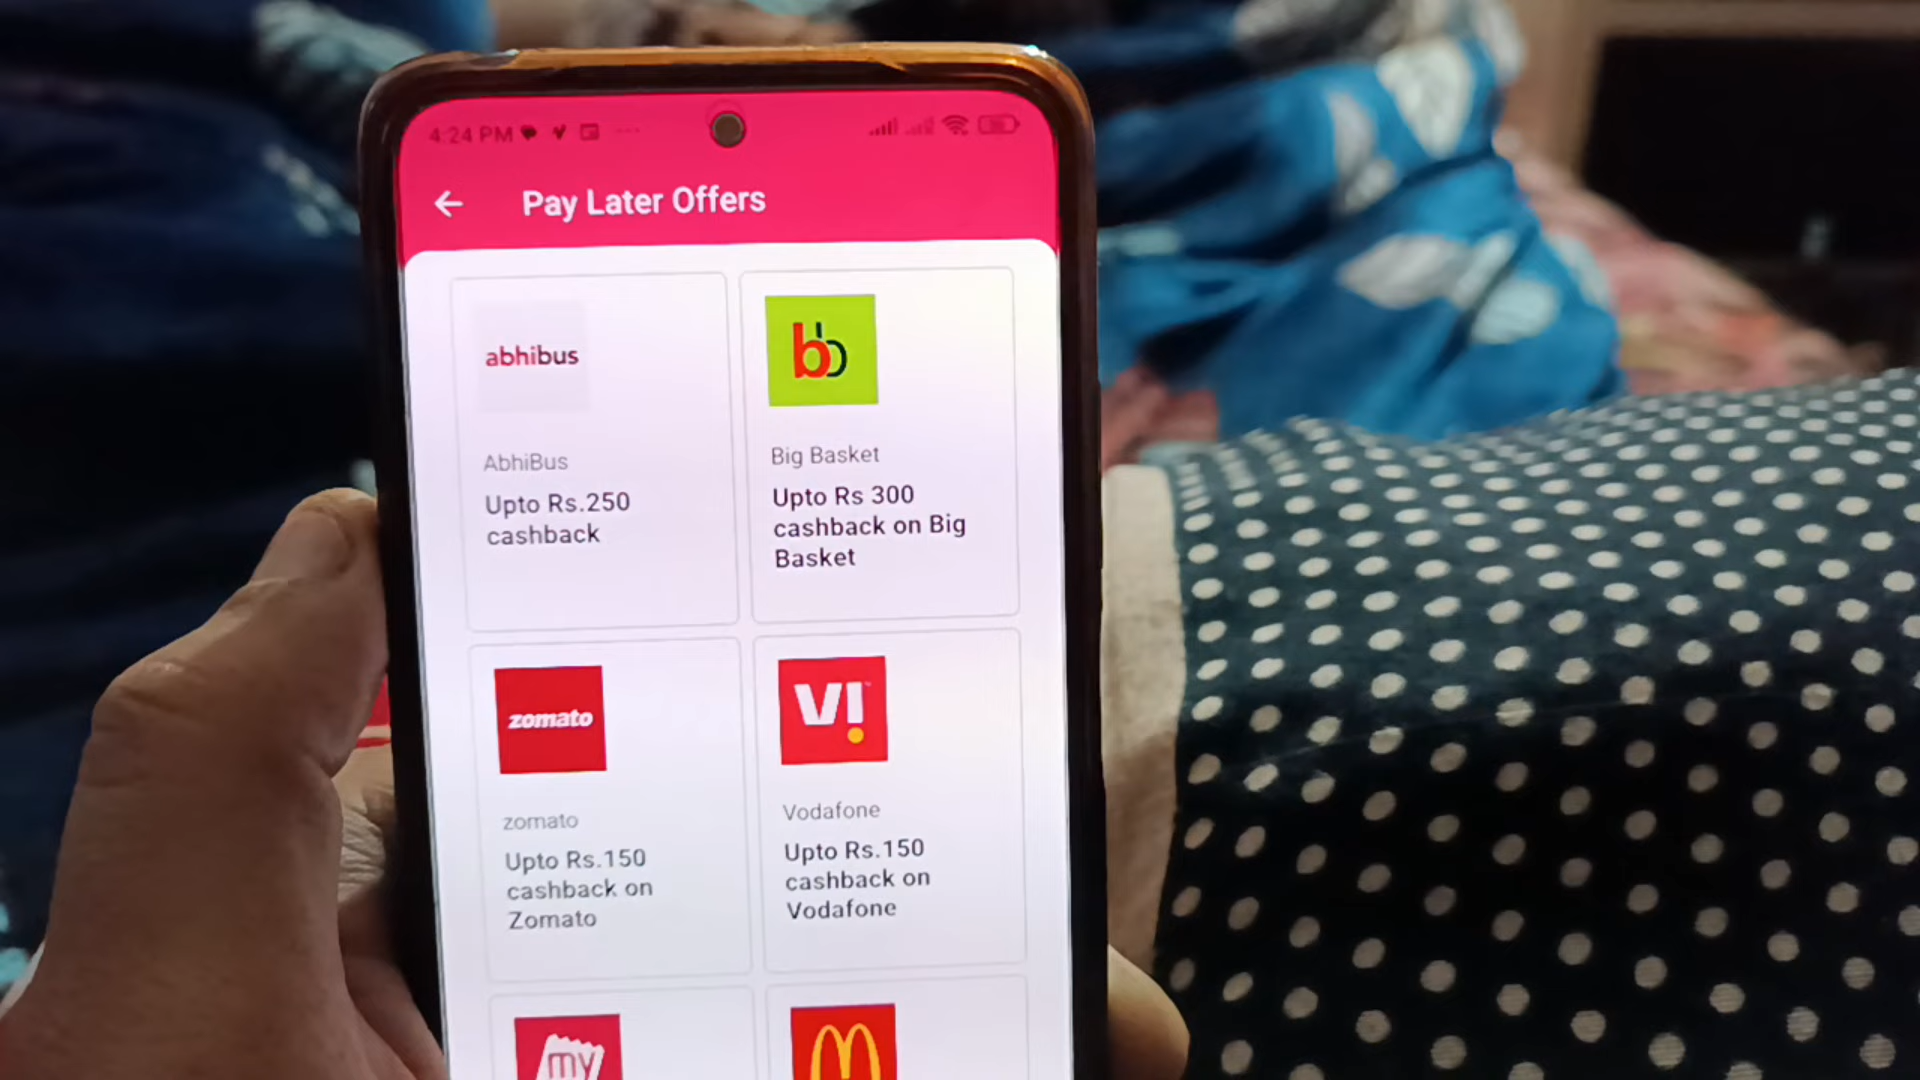 4:24 PM
Pay Later Offers
abhibus
AbhiBus
Upto Rs.250
cashback
bb
Big Basket
Upto Rs 300
cashback on Big
Basket
zomato
zomato
Upto Rs.150
cashback on
Zomato
VI
Vodafone
Upto Rs.150
cashback on
Vodafone
my